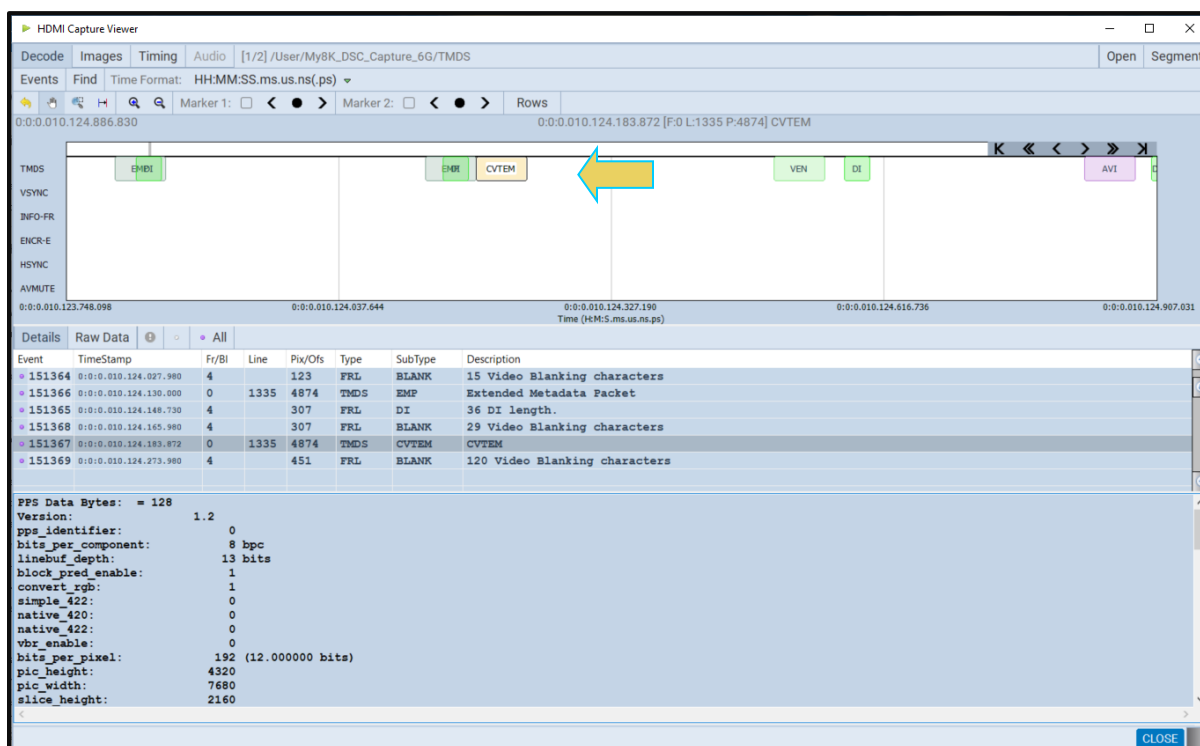 HDMI Capture Viewer
Decode Images Timing Audio [1/2] /User/My8K_DSC_Capture_6G/TMDS Open Segment
Events Find Time Format: HH:MM:SS.ms.us.ns(.ps)
Marker 1: Marker 2: Rows
0:0:0.010.124.886.830 0:0:0.010.124.183.872 [F:0 L:1335 P:4874] CVTEM
TMDS CVTEM VEN DI AVI
VSYNC
INFO-FR
ENCR-E
HSYNC
AVMUTE
0:0:0.010.123.748.098 0:0:0.010.124.037.644 0:0:0.010.124.327.190 0:0:0.010.124.616.736 0:0:0.010.124.907.031
Time (H:M:S.ms.us.ns.ps)
Details Raw Data All
Event TimeStamp Fr/Bl Line Pix/Ofs Type SubType Description
151364 0:0:0.010.124.027.980 4 123 FRL BLANK 15 Video Blanking characters
151366 0:0:0.010.124.130.000 0 1335 4874 TMDS EMP Extended Metadata Packet
151365 0:0:0.010.124.148.730 4 307 FRL DI 36 DI length.
151368 0:0:0.010.124.165.980 4 307 FRL BLANK 29 Video Blanking characters
151367 0:0:0.010.124.183.872 0 1335 4874 TMDS CVTEM CVTEM
151369 0:0:0.010.124.273.980 4 451 FRL BLANK 120 Video Blanking characters
PPS Data Bytes: = 128
Version: 1.2
pps_identifier: 0
bits_per_component: 8 bpc
linebuf_depth: 13 bits
block_pred_enable: 1
convert_rgb: 1
simple_422: 0
native_420: 0
native_422: 0
vbr_enable: 0
bits_per_pixel: 192 (12.000000 bits)
pic_height: 4320
pic_width: 7680
slice_height: 2160
CLOSE